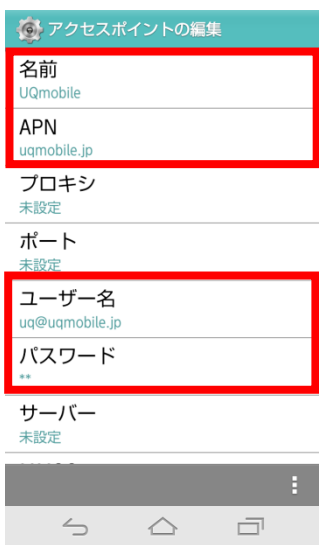 アクセスポイントの編集
名前
UQmobile
APN
uqmobile.jp
プロキシ
未設定
ポート
未設定
ユーザー名
uq@uqmobile.jp
パスワード
**
サーバー
未設定